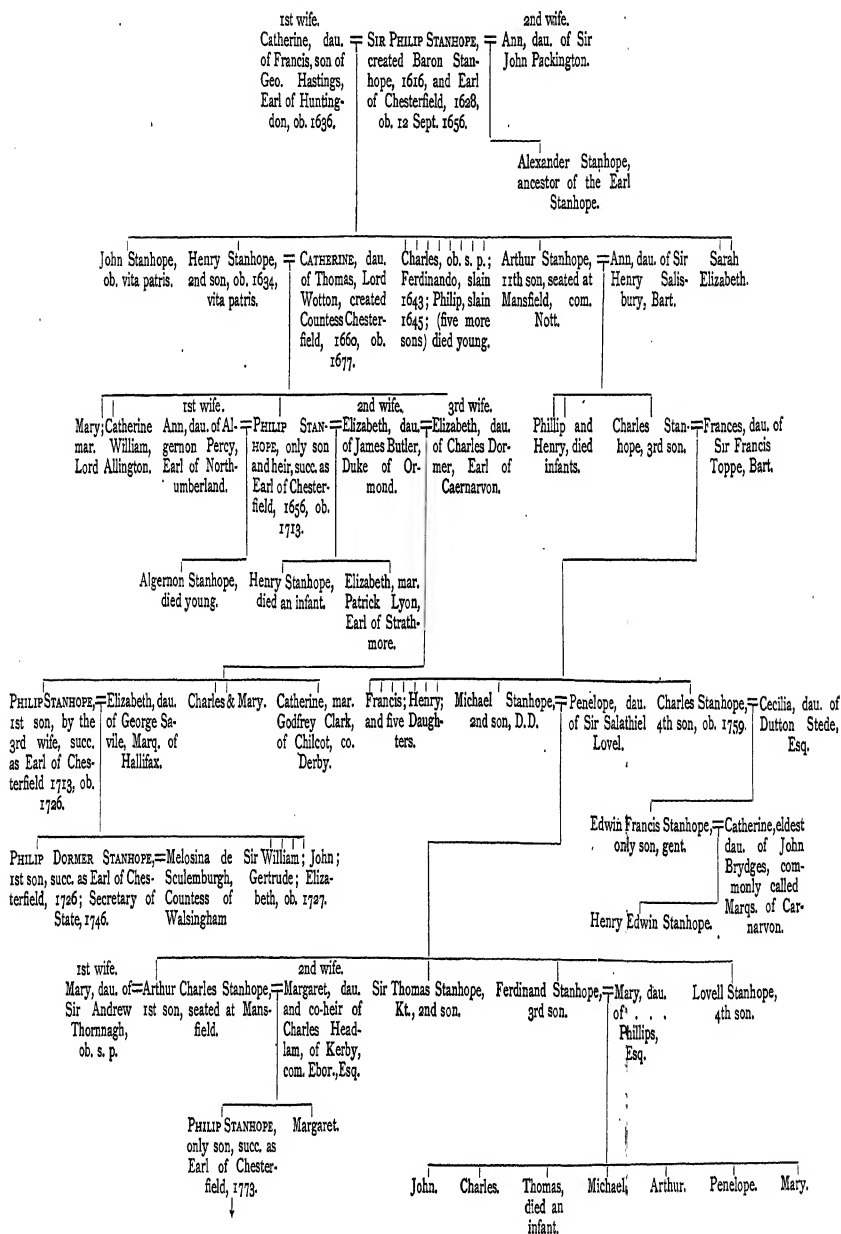 1st wife.
Catherine, dau.
of Francis, son of
Geo. Hastings,
Earl of Hunting-
don, ob. 1636.
= SIR PHILIP STANHOPE, =
created Baron Stan-
hope, 1616, and Earl
of Chesterfield, 1628,
ob. 12 Sept. 1656.
2nd wife.
Ann, dau. of Sir
John Packington.
Alexander Stanhope,
ancestor of the Earl
Stanhope.
John Stanhope,
ob. vita patris.
Henry Stanhope,
2nd son, ob. 1634,
vita patris.
= CATHERINE, dau.
of Thomas, Lord
Wotton, created
Countess Chester-
field, 1660, ob.
1677.
Charles, ob. s. p.;
Ferdinando, slain
1643; Philip, slain
1645; (five more
sons) died young.
Arthur Stanhope,
11th son, seated at
Mansfield, com.
Nott.
= Ann, dau. of Sir
Henry Salis-
bury, Bart.
Sarah
Elizabeth.
Mary; Catherine
mar. William,
Lord Allington.
1st wife.
Ann, dau. of Al-
gernon Percy,
Earl of North-
umberland.
= PHILIP STAN-
HOPE, only son
and heir, succ. as
Earl of Chester-
field, 1656, ob.
1713.
2nd wife.
= Elizabeth, dau.
of James Butler,
Duke of Or-
mond.
3rd wife.
= Elizabeth, dau.
of Charles Dor-
mer, Earl of
Caernarvon.
Phillip and
Henry, died
infants.
Charles Stan-
hope, 3rd son.
= Frances, dau. of
Sir Francis
Toppe, Bart.
Algernon Stanhope,
died young.
Henry Stanhope,
died an infant.
Elizabeth, mar.
Patrick Lyon,
Earl of Strath-
more.
PHILIP STANHOPE,
1st son, by the
3rd wife, succ.
as Earl of Ches-
terfield 1713, ob.
1726.
= Elizabeth, dau.
of George Sa-
vile, Marq. of
Hallifax.
Charles & Mary.
Catherine, mar.
Godfrey Clark,
of Chilcot, co.
Derby.
Francis; Henry;
and five Daugh-
ters.
Michael Stanhope,
2nd son, D.D.
= Penelope, dau.
of Sir Salathiel
Lovel.
Charles Stanhope,
4th son, ob. 1759.
= Cecilia, dau. of
Dutton Stede,
Esq.
Edwin Francis Stanhope,
only son, gent.
= Catherine, eldest
dau. of John
Brydges, com-
monly called
Marqs. of Car-
narvon.
Henry Edwin Stanhope.
PHILIP DORMER STANHOPE,
1st son, succ. as Earl of Ches-
terfield, 1726; Secretary of
State, 1746.
= Melosina de
Sculemburgh,
Countess of
Walsingham
Sir William; John;
Gertrude; Eliza-
beth, ob. 1727.
1st wife.
Mary, dau. of
Sir Andrew
Thornnagh,
ob. s. p.
= Arthur Charles Stanhope,
1st son, seated at Mans-
field.
2nd wife.
= Margaret, dau.
and co-heir of
Charles Head-
lam, of Kerby,
com. Ebor., Esq.
Sir Thomas Stanhope,
Kt., 2nd son.
Ferdinand Stanhope,
3rd son.
= Mary, dau.
of . . . .
Phillips,
Esq.
Lovell Stanhope,
4th son.
PHILIP STANHOPE,
only son, succ. as
Earl of Chester-
field, 1773.
Margaret.
John.
Charles.
Thomas,
died an
infant.
Michael;
Arthur.
Penelope.
Mary.